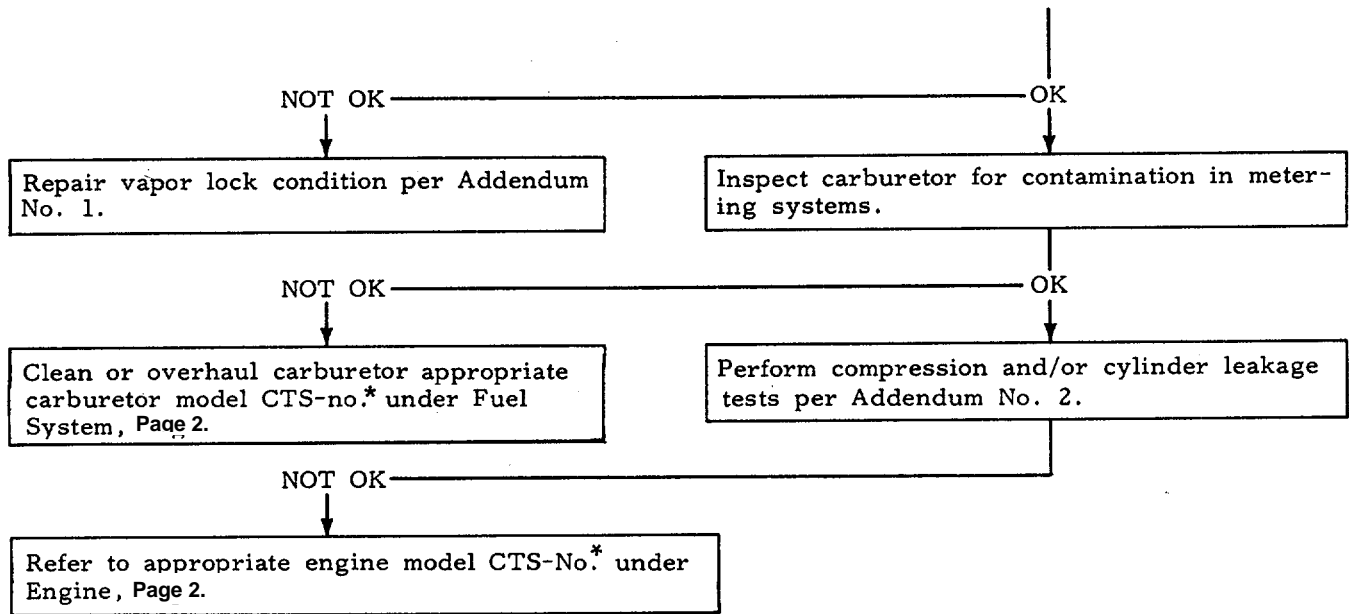 NOT OK
OK
Repair vapor lock condition per Addendum
No. 1.
Inspect carburetor for contamination in meter-
ing systems.
NOT OK
OK
Clean or overhaul carburetor appropriate
carburetor model CTS-no.* under Fuel
System, Page 2.
Perform compression and/or cylinder leakage
tests per Addendum No. 2.
NOT OK
Refer to appropriate engine model CTS-No.* under
Engine, Page 2.